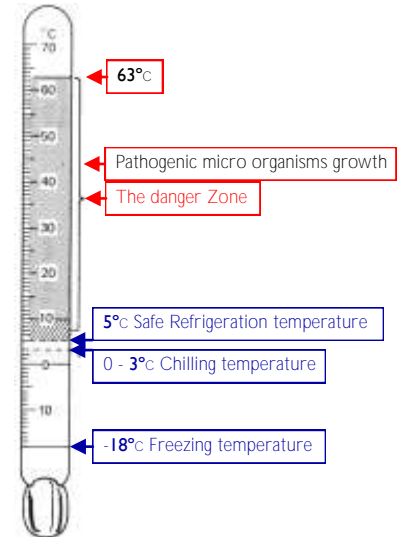 °C
70
63°C
60
50
Pathogenic micro organisms growth
40
The danger Zone
30
20
10
5°C Safe Refrigeration temperature
0 - 3°C Chilling temperature
0
10
-18°C Freezing temperature